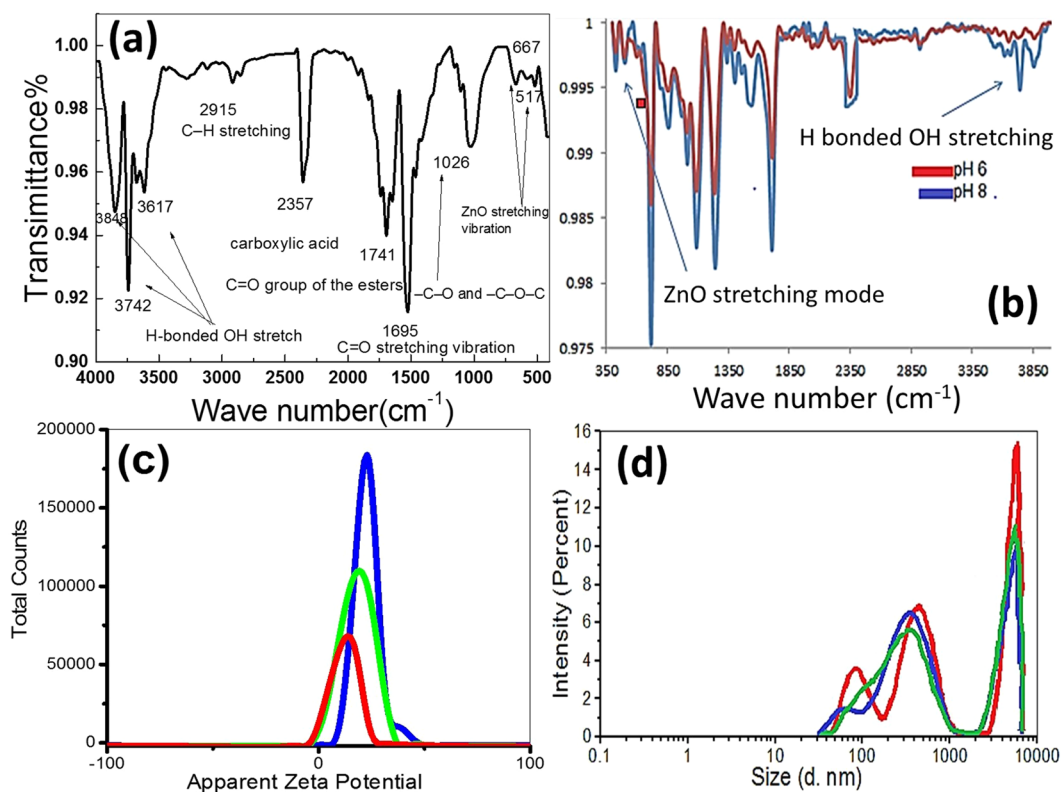 (a)
1.00
0.98
0.96
0.94
0.92
0.90
Transimittance%
4000 3500 3000 2500 2000 1500 1000 500
Wave number(cm-1)
667
517
2915
C–H stretching
3617
3848
3742
2357
1026
ZnO stretching
vibration
carboxylic acid
1741
C=O group of the esters
–C–O and –C–O–C
1695
H-bonded OH stretch
C=O stretching vibration
(b)
1
0.995
0.99
0.985
0.98
0.975
H bonded OH stretching
pH 6
pH 8 .
ZnO stretching mode
350 850 1350 1850 2350 2850 3350 3850
Wave number (cm-1)
(c)
200000
150000
100000
50000
0
Total Counts
-100 0 100
Apparent Zeta Potential
(d)
16
14
12
10
8
6
4
2
0
Intensity (Percent)
0.1 1 10 100 1000 10000
Size (d. nm)